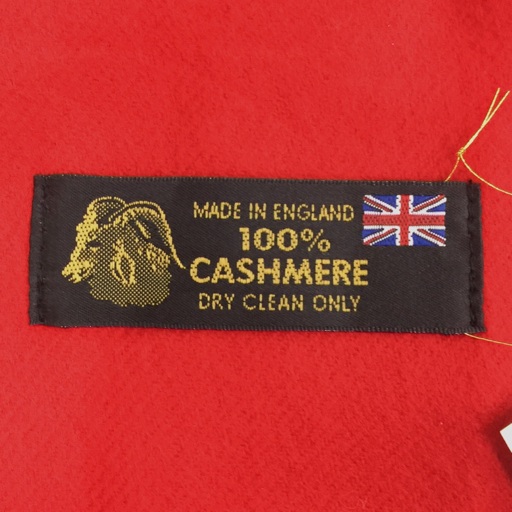 MADE IN ENGLAND
100%
CASHMERE
DRY CLEAN ONLY